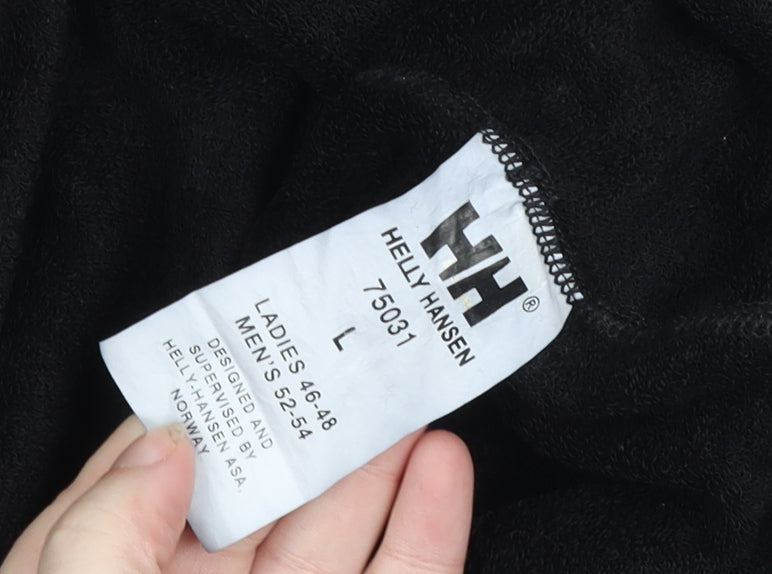 HH®
HELLY HANSEN
75031
L
LADIES 46-48
MEN'S 52-54
DESIGNED AND
SUPERVISED BY
HELLY-HANSEN ASA,
NORWAY